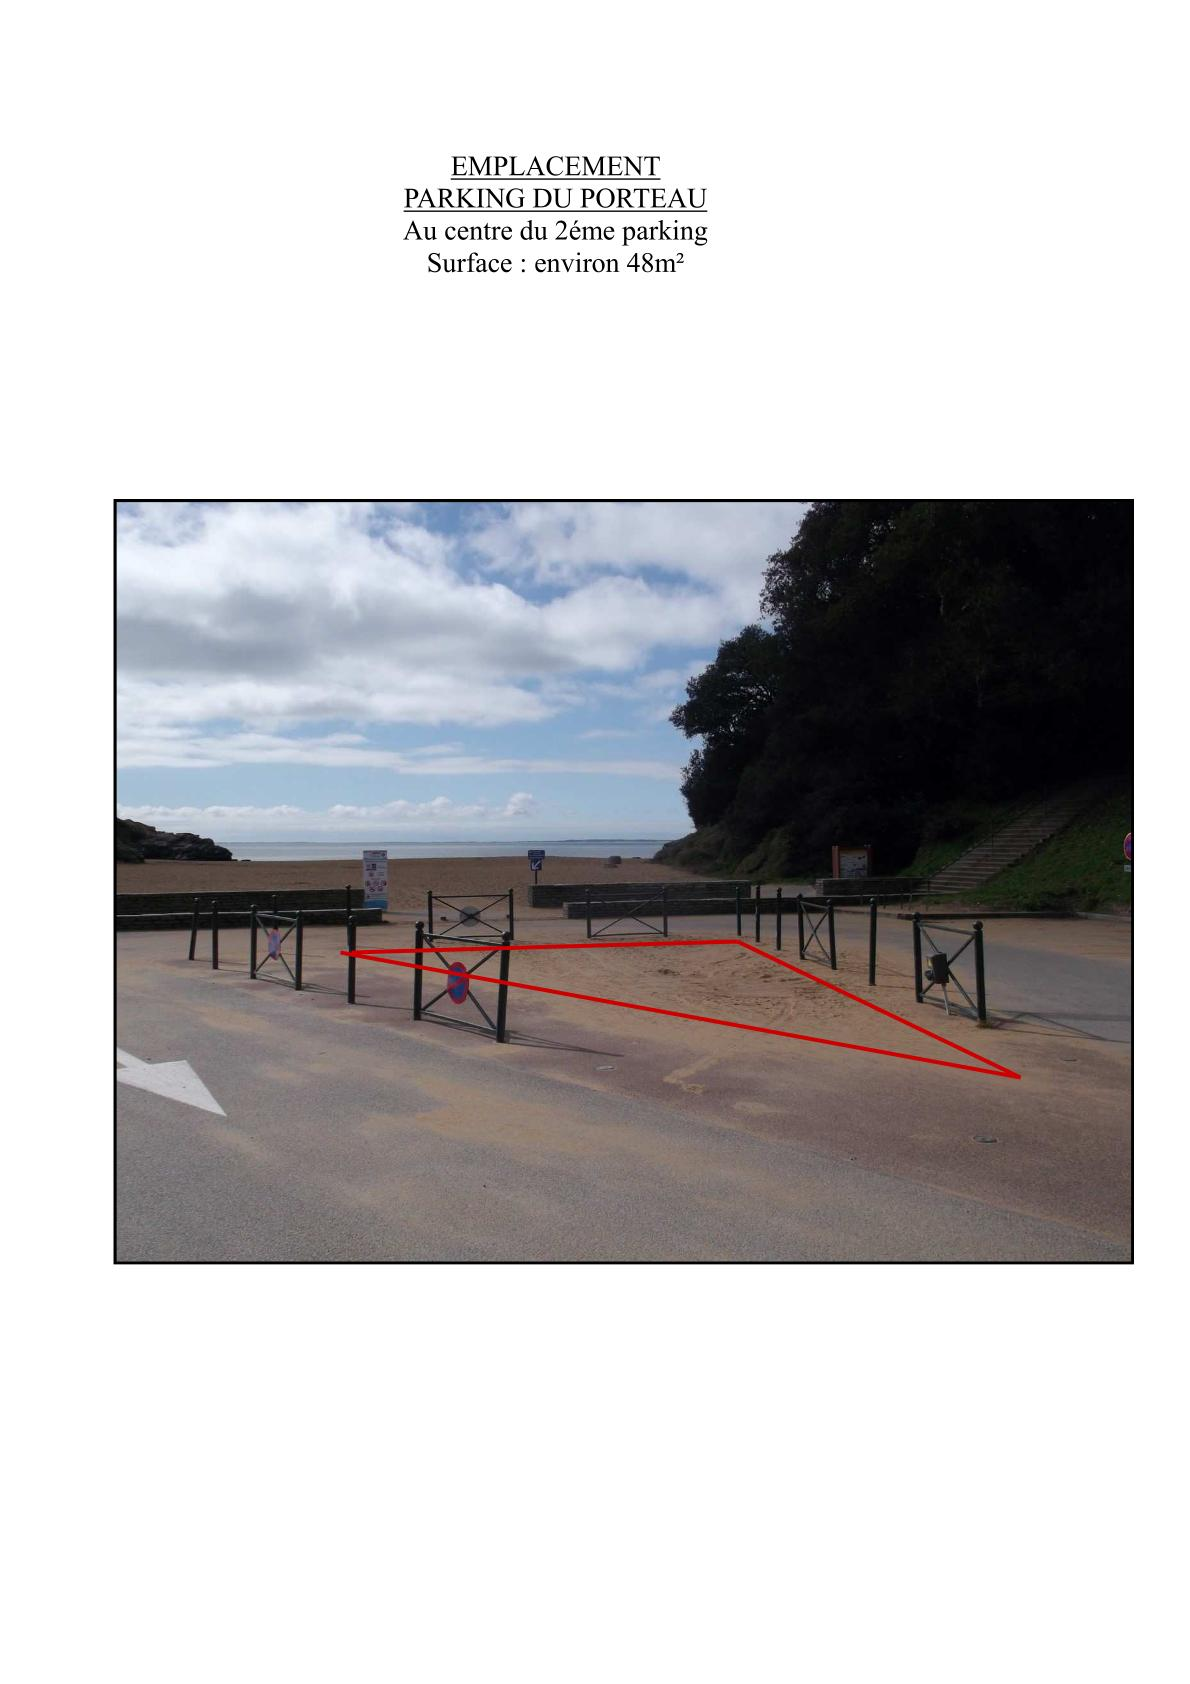 EMPLACEMENT
PARKING DU PORTEAU
Au centre du 2éme parking
Surface : environ 48m²